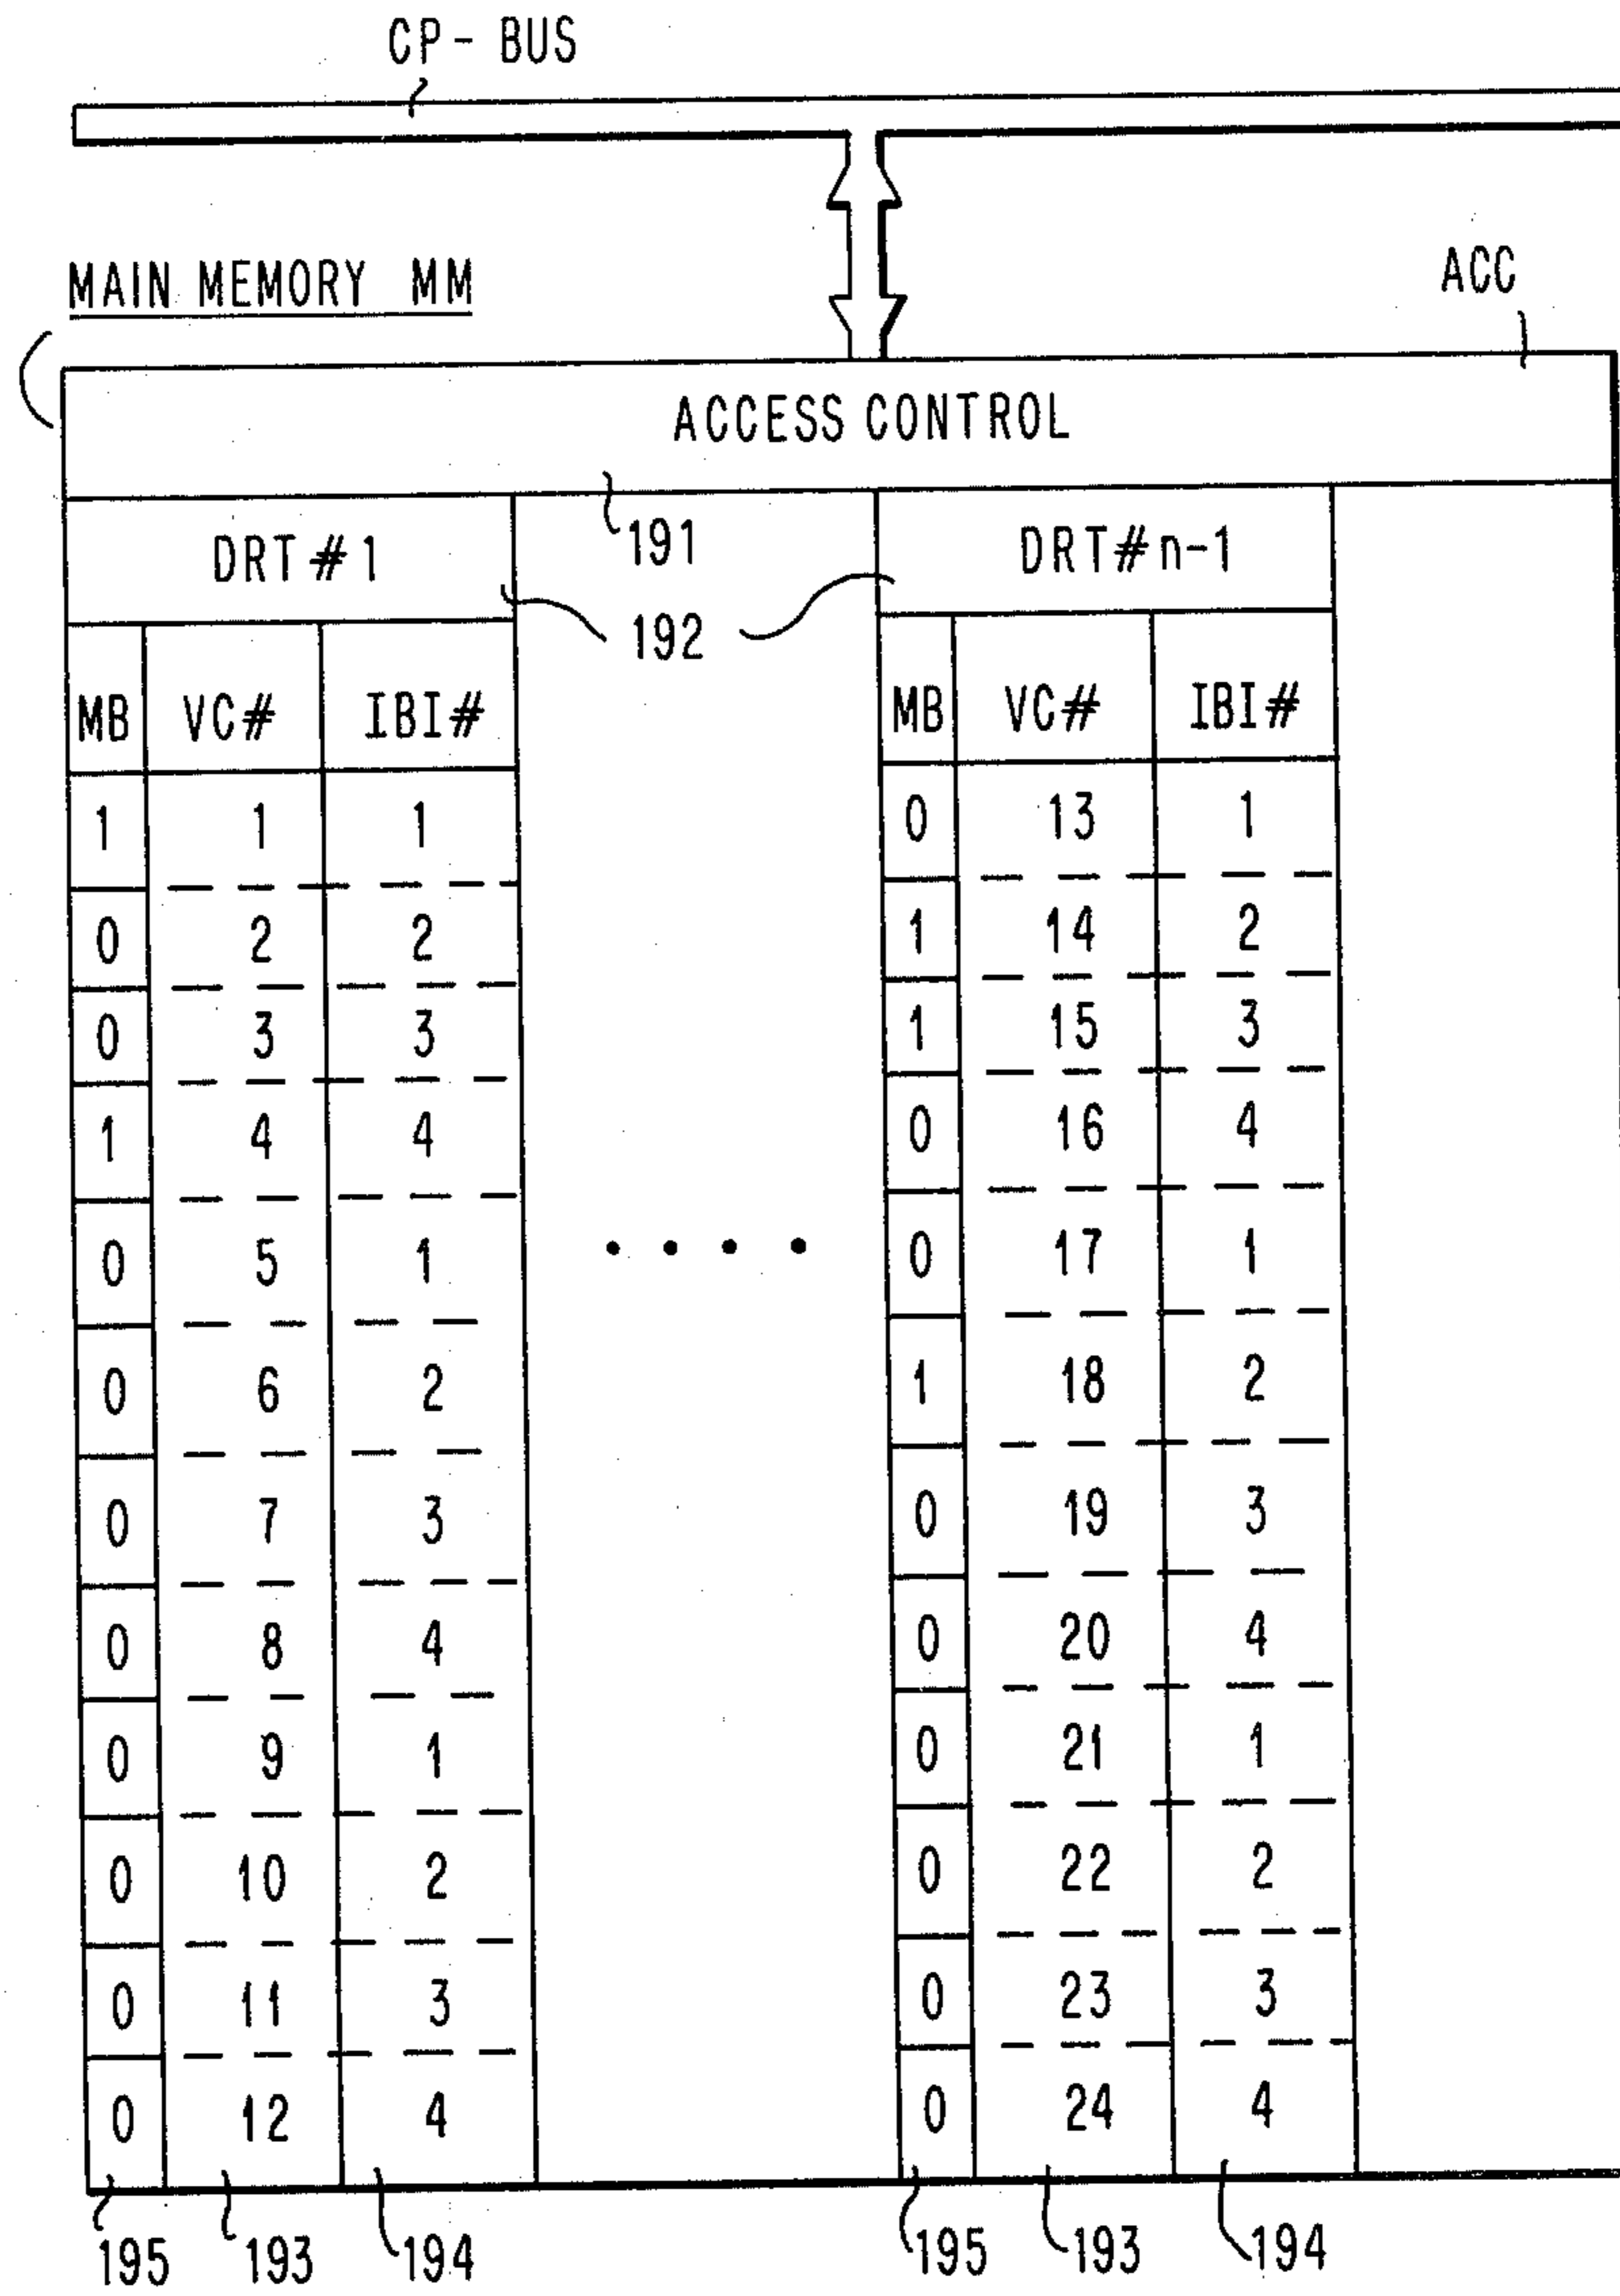 CP-BUS
MAIN MEMORY MM
ACC
ACCESS CONTROL
191
DRT#1
DRT#n-1
192
MB VC# IBI# MB VC# IBI#
1 1 1 0 13 1
0 2 2 1 14 2
0 3 3 1 15 3
1 4 4 0 16 4
0 5 1 0 17 1
0 6 2 1 18 2
0 7 3 0 19 3
0 8 4 0 20 4
0 9 1 0 21 1
0 10 2 0 22 2
0 11 3 0 23 3
0 12 4 0 24 4
195 193 194 195 193 194